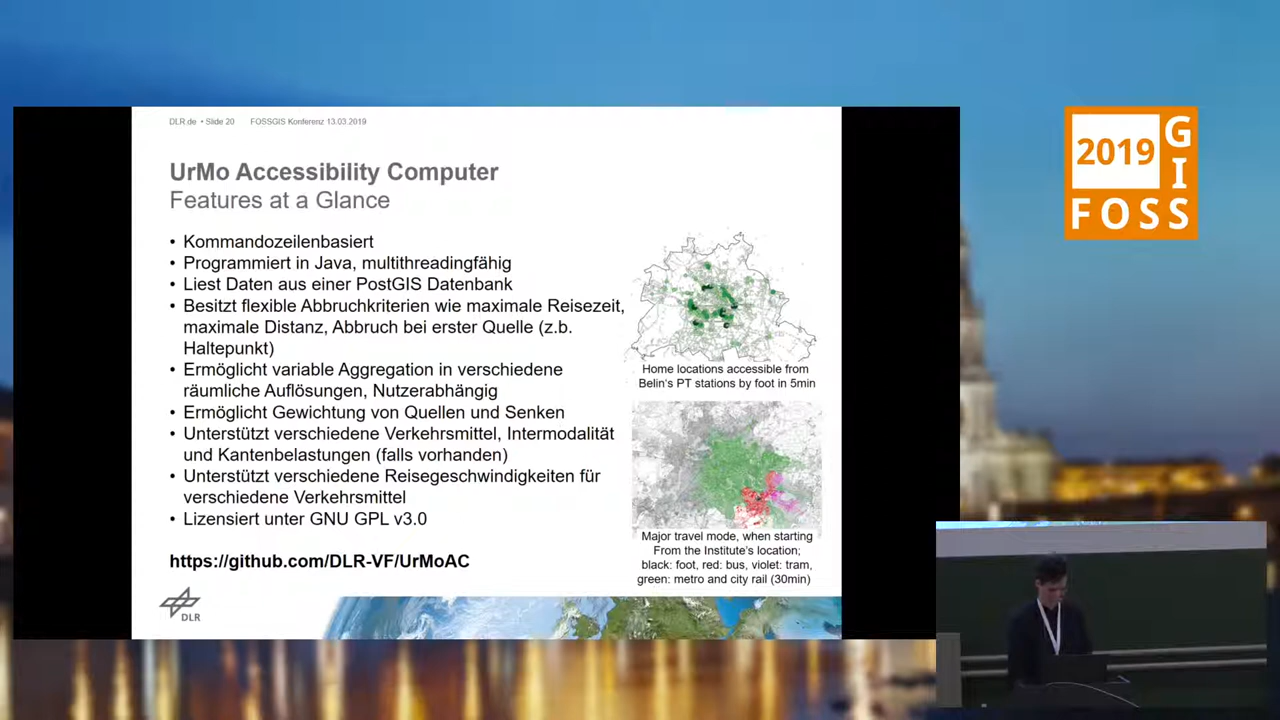 DLR.de • Slide 20 FOSSGIS Konferenz 13.03.2019
UrMo Accessibility Computer
Features at a Glance
• Kommandozeilenbasiert
• Programmiert in Java, multithreadingfähig
• Liest Daten aus einer PostGIS Datenbank
• Besitzt flexible Abbruchkriterien wie maximale Reisezeit,
maximale Distanz, Abbruch bei erster Quelle (z.b.
Haltepunkt)
• Ermöglicht variable Aggregation in verschiedene
räumliche Auflösungen, Nutzerabhängig
• Ermöglicht Gewichtung von Quellen und Senken
• Unterstützt verschiedene Verkehrsmittel, Intermodalität
und Kantenbelastungen (falls vorhanden)
• Unterstützt verschiedene Reisegeschwindigkeiten für
verschiedene Verkehrsmittel
• Lizensiert unter GNU GPL v3.0
https://github.com/DLR-VF/UrMoAC
DLR
Home locations accessible from
Belin's PT stations by foot in 5min
Major travel mode, when starting
From the Institute's location;
black: foot, red: bus, violet: tram,
green: metro and city rail (30min)
2019
FOSS
GIS